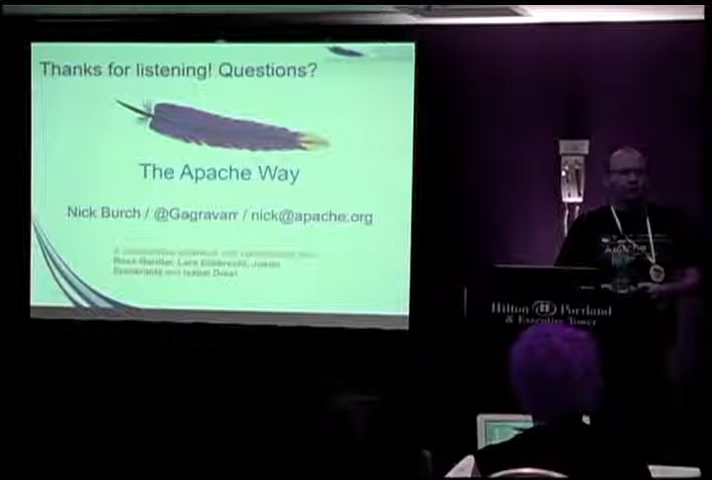 Thanks for listening! Questions?
The Apache Way
Nick Burch / @Gagravarr / nick@apache.org
Hilton Portland
& Executive Tower